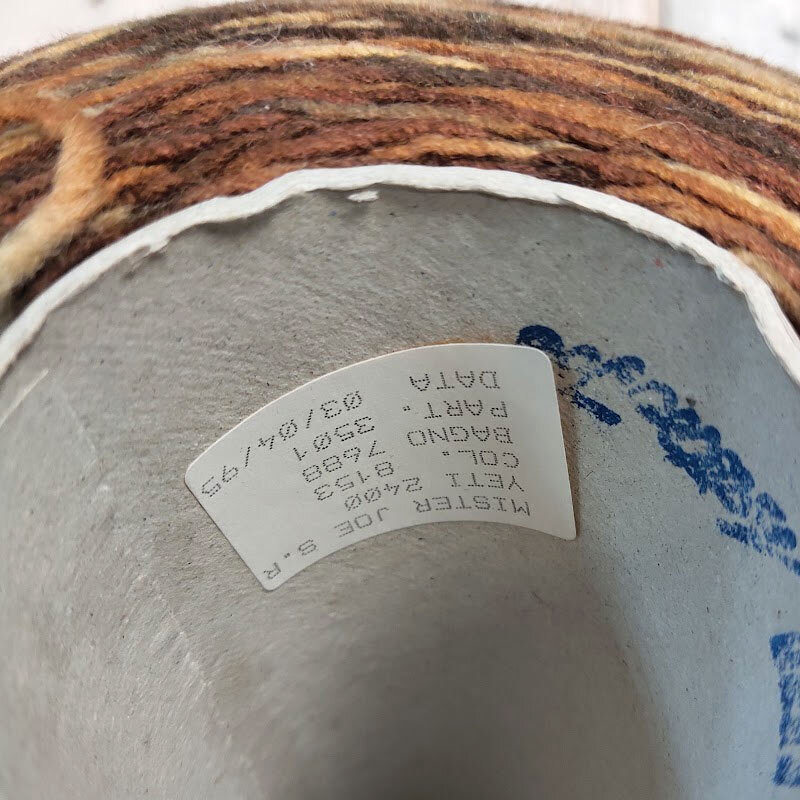 MISTER JOE S.R
YETI 2400
COL. 8153
BAGNO 7688
PART. 3501
DATA 03/04/95